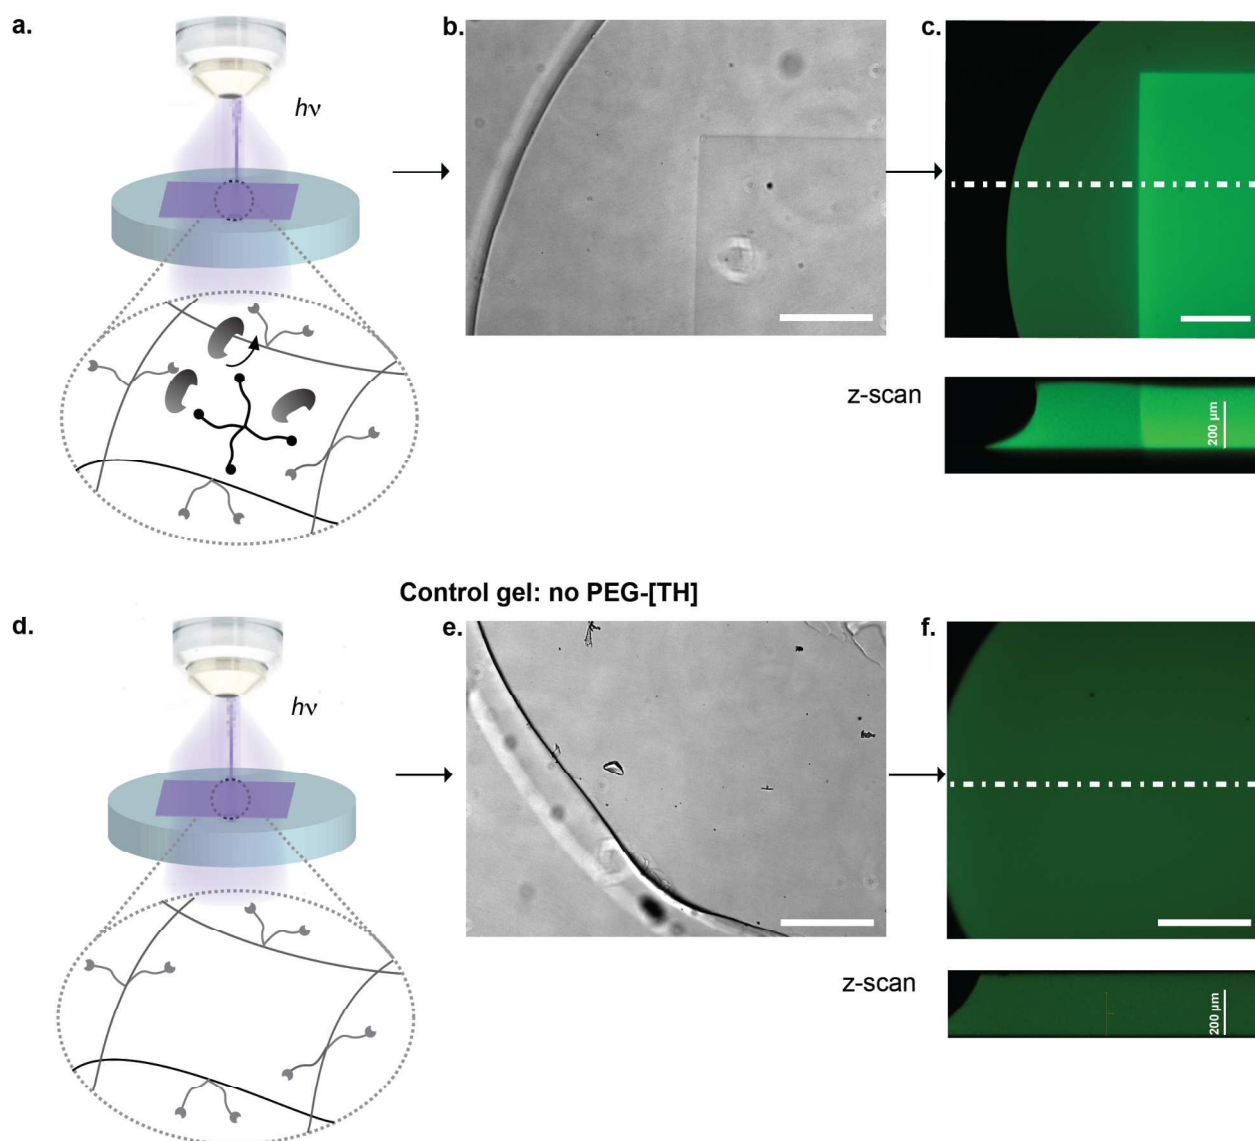 a.
hν
b.
c.
z-scan
200 µm
Control gel: no PEG-[TH]
d.
hν
e.
f.
z-scan
200 µm